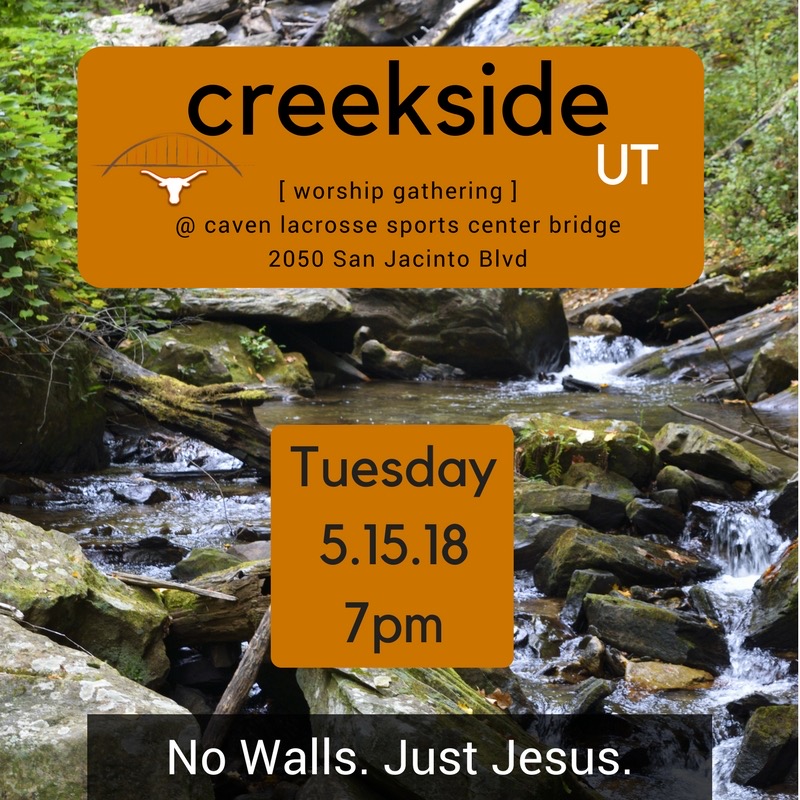 creekside
UT
[ worship gathering ]
@ caven lacrosse sports center bridge
2050 San Jacinto Blvd
Tuesday
5.15.18
7pm
No Walls. Just Jesus.